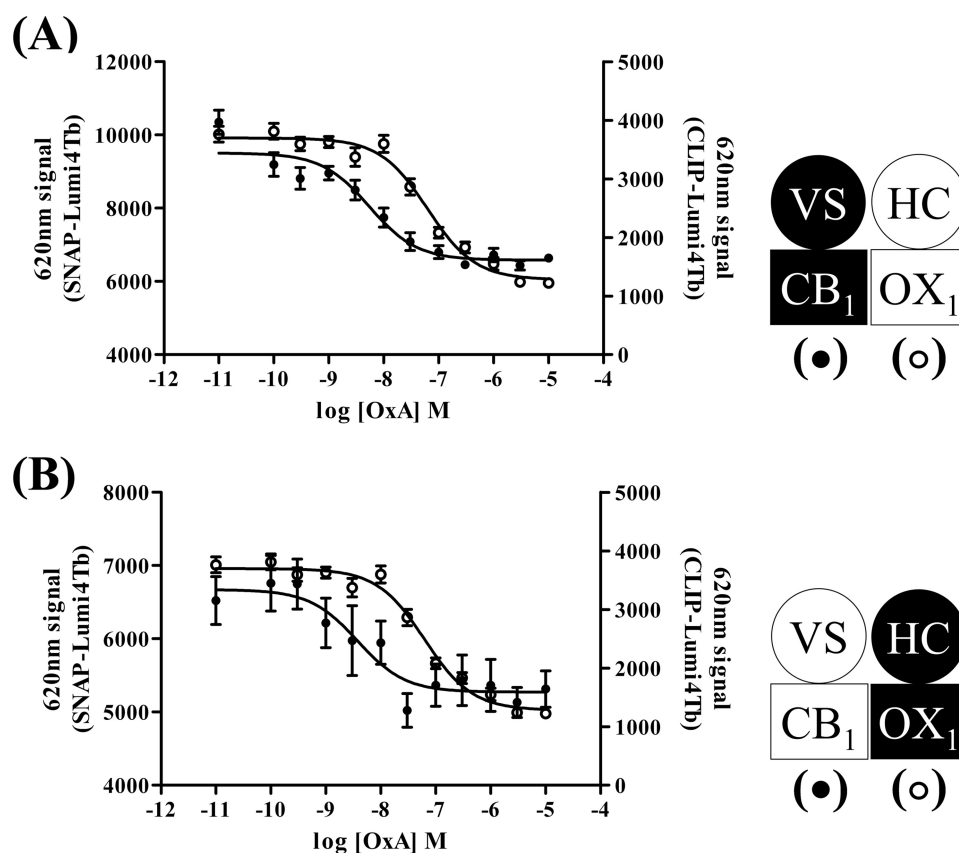 (A)
12000
10000
8000
6000
4000
620nm signal
(SNAP-Lumi4Tb)
5000
4000
3000
2000
1000
0
620nm signal
(CLIP-Lumi4Tb)
-12 -11 -10 -9 -8 -7 -6 -5 -4
log [OxA] M
VS HC
CB1 OX1
(●) (○)
(B)
8000
7000
6000
5000
4000
620nm signal
(SNAP-Lumi4Tb)
5000
4000
3000
2000
1000
0
620nm signal
(CLIP-Lumi4Tb)
-12 -11 -10 -9 -8 -7 -6 -5 -4
log [OxA] M
VS HC
CB1 OX1
(●) (○)